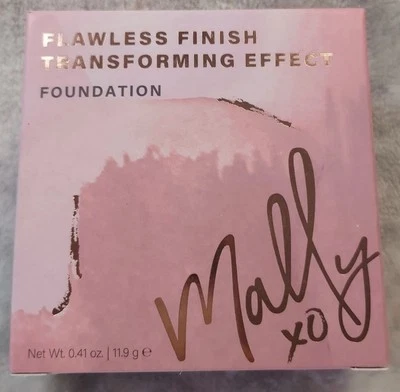 FLAWLESS FINISH
TRANSFORMING EFFECT
FOUNDATION
Mally
xo
Net Wt. 0.41 oz. | 11.9 g ℮